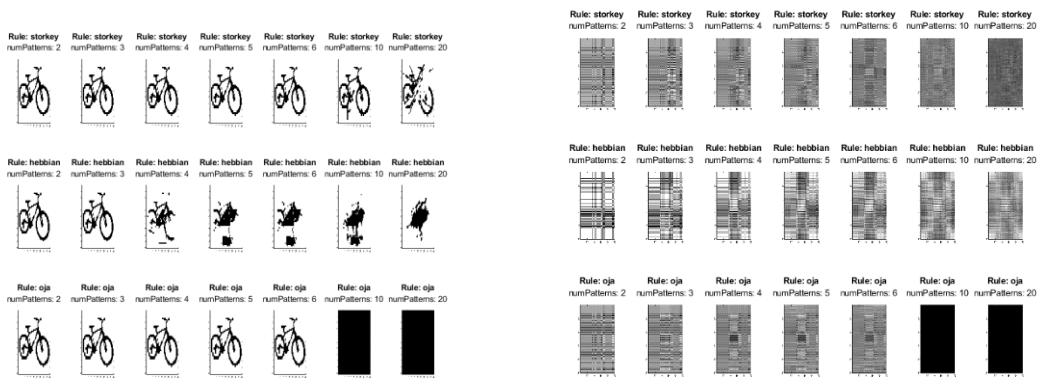 Rule: storkey Rule: storkey Rule: storkey Rule: storkey Rule: storkey Rule: storkey Rule: storkey
numPatterns: 2 numPatterns: 3 numPatterns: 4 numPatterns: 5 numPatterns: 6 numPatterns: 10 numPatterns: 20
Rule: hebbian Rule: hebbian Rule: hebbian Rule: hebbian Rule: hebbian Rule: hebbian Rule: hebbian
numPatterns: 2 numPatterns: 3 numPatterns: 4 numPatterns: 5 numPatterns: 6 numPatterns: 10 numPatterns: 20
Rule: oja Rule: oja Rule: oja Rule: oja Rule: oja Rule: oja Rule: oja
numPatterns: 2 numPatterns: 3 numPatterns: 4 numPatterns: 5 numPatterns: 6 numPatterns: 10 numPatterns: 20
Rule: storkey Rule: storkey Rule: storkey Rule: storkey Rule: storkey Rule: storkey Rule: storkey
numPatterns: 2 numPatterns: 3 numPatterns: 4 numPatterns: 5 numPatterns: 6 numPatterns: 10 numPatterns: 20
Rule: hebbian Rule: hebbian Rule: hebbian Rule: hebbian Rule: hebbian Rule: hebbian Rule: hebbian
numPatterns: 2 numPatterns: 3 numPatterns: 4 numPatterns: 5 numPatterns: 6 numPatterns: 10 numPatterns: 20
Rule: oja Rule: oja Rule: oja Rule: oja Rule: oja Rule: oja Rule: oja
numPatterns: 2 numPatterns: 3 numPatterns: 4 numPatterns: 5 numPatterns: 6 numPatterns: 10 numPatterns: 20